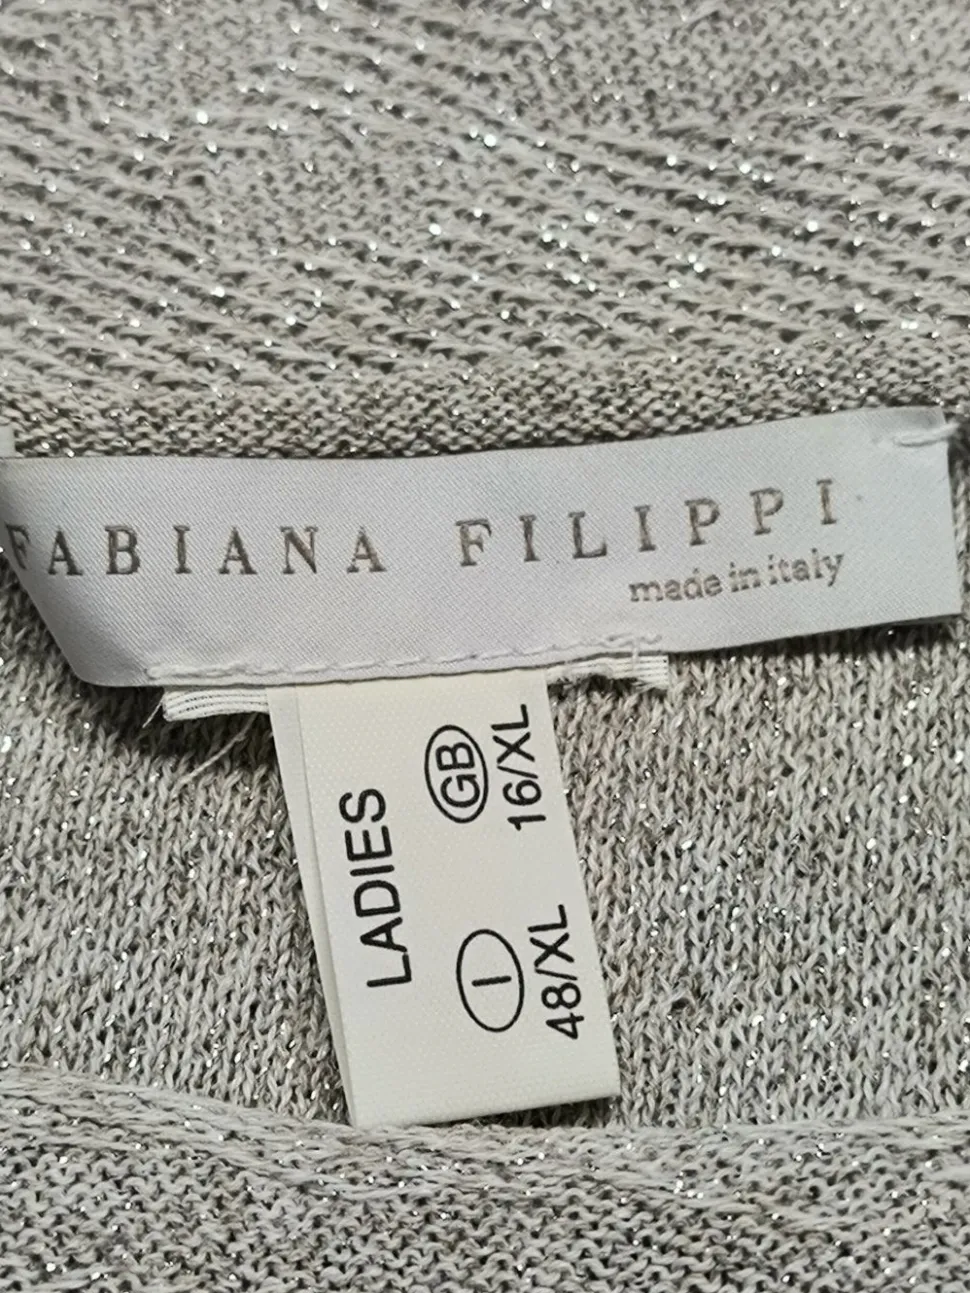 FABIANA FILIPPI
made in italy
LADIES
I GB
48/XL 16/XL